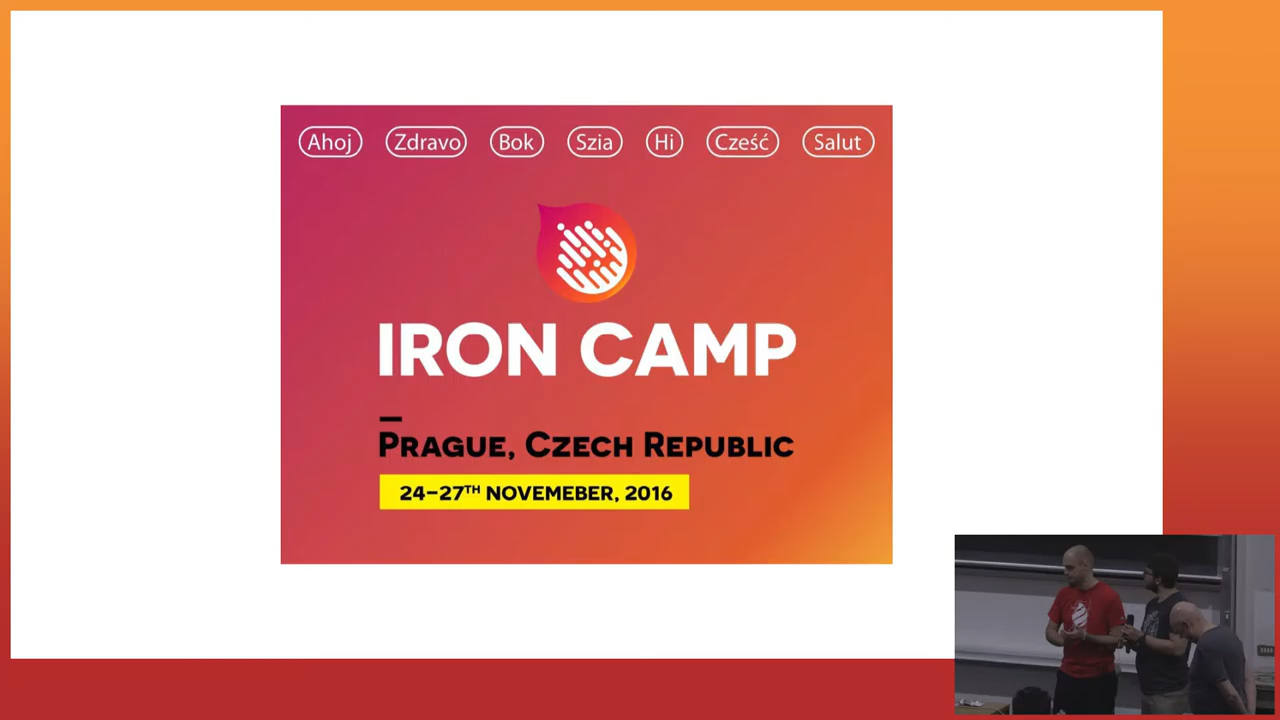 Ahoj Zdravo Bok Szia Hi Cześć Salut
IRON CAMP
PRAGUE, CZECH REPUBLIC
24–27TH NOVEMEBER, 2016